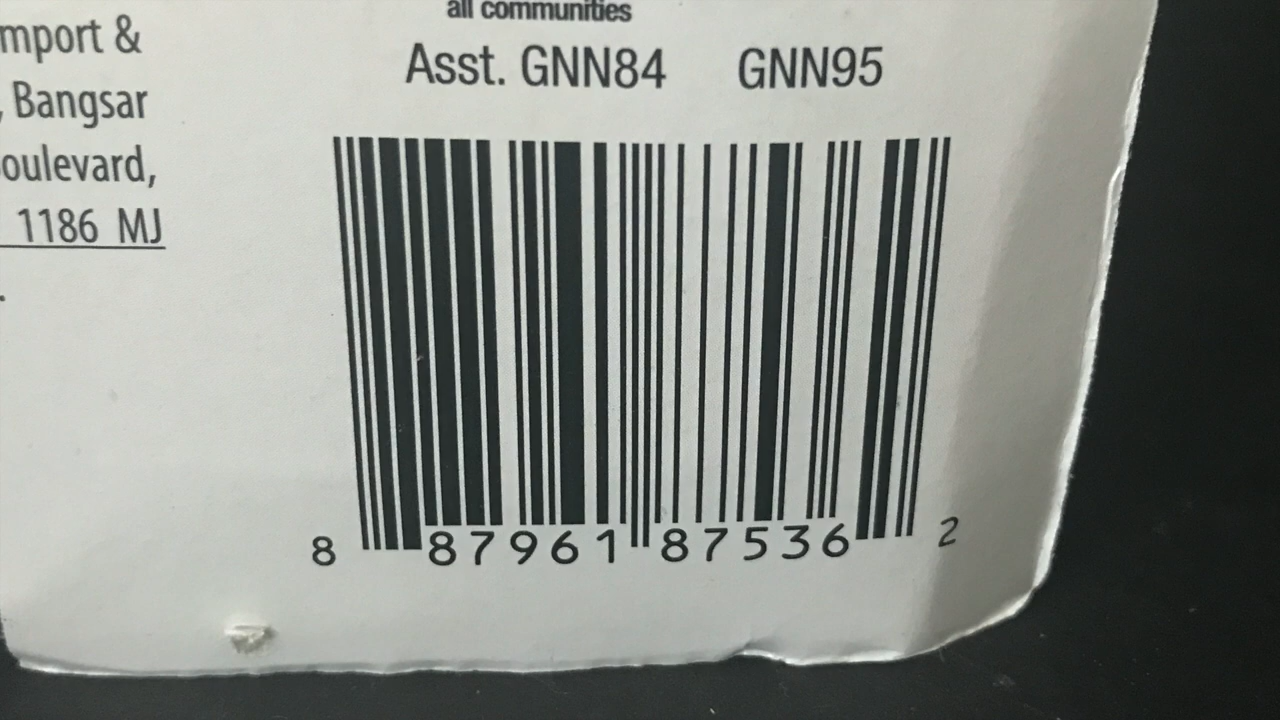 all communities
mport &
Asst. GNN84 GNN95
, Bangsar
oulevard,
1186 MJ
.
8 87961 87536 2